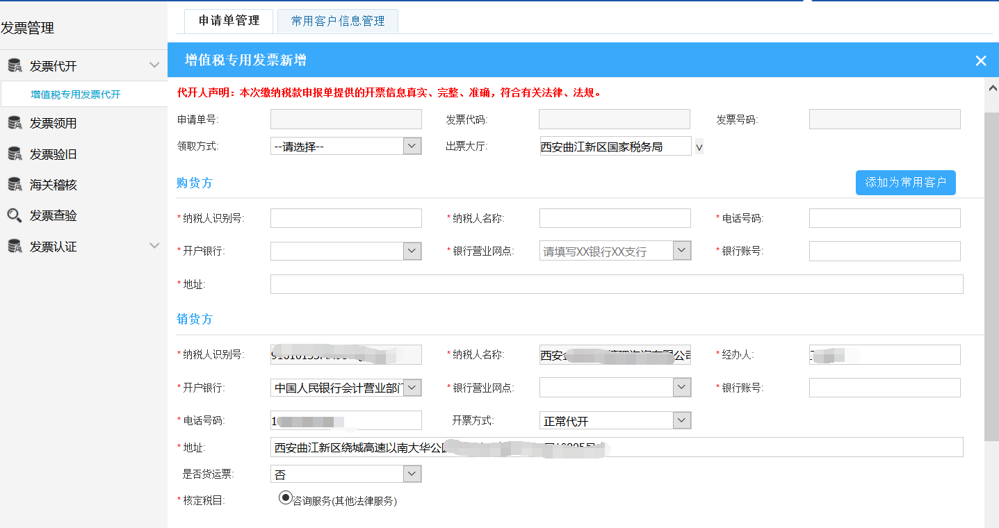 申请单管理 常用客户信息管理
发票管理
增值税专用发票新增
发票代开
增值税专用发票代开
发票领用
发票验旧
海关稽核
发票查验
发票认证
代开人声明：本次缴纳税款申报单提供的开票信息真实、完整、准确，符合有关法律、法规。
申请单号: 发票代码: 发票号码:
领取方式: --请选择-- 出票大厅: 西安曲江新区国家税务局 v
购货方 添加为常用客户
*纳税人识别号: *纳税人名称: *电话号码:
*开户银行: *银行营业网点: 请填写XX银行XX支行 *银行账号:
*地址:
销货方
*纳税人识别号: *纳税人名称: 西安 公司 *经办人:
*开户银行: 中国人民银行会计营业部门 *银行营业网点: *银行账号:
*电话号码: 1 开票方式: 正常代开
*地址: 西安曲江新区绕城高速以南大华公
是否货运票: 否
*核定税目: 咨询服务(其他法律服务)